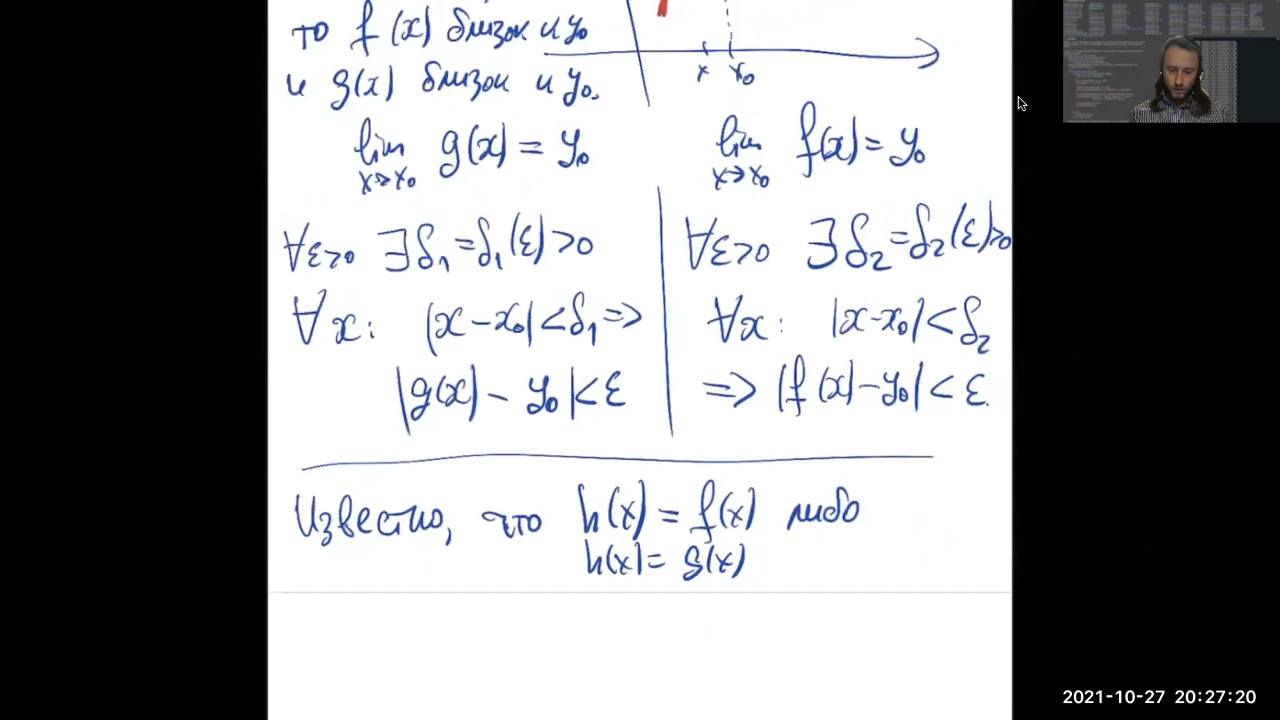 то f(x) близок и y₀
и g(x) близок и y₀.
x x₀
lim g(x) = y₀
x→x₀
lim f(x) = y₀
x→x₀
∀ε>0 ∃δ₁=δ₁(ε)>0
∀x: |x-x₀|<δ₁ =>
|g(x) - y₀|<ε
∀ε>0 ∃δ₂=δ₂(ε)>0
∀x: |x-x₀|<δ₂
=> |f(x)-y₀|<ε.
Известно, что h(x) = f(x) либо
h(x)= g(x)
2021-10-27 20:27:20